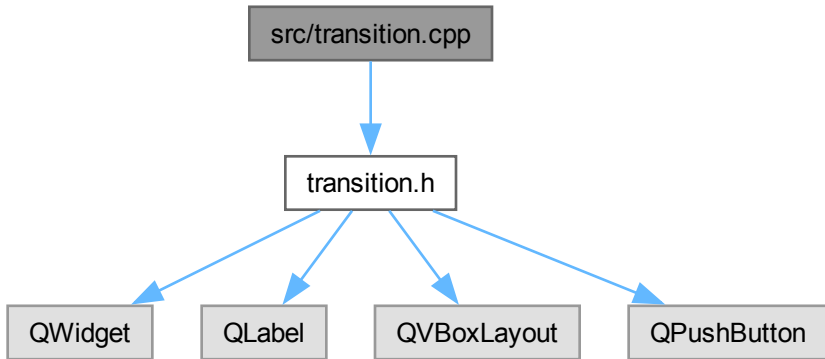 src/transition.cpp
transition.h
QWidget
QLabel
QVBoxLayout
QPushButton